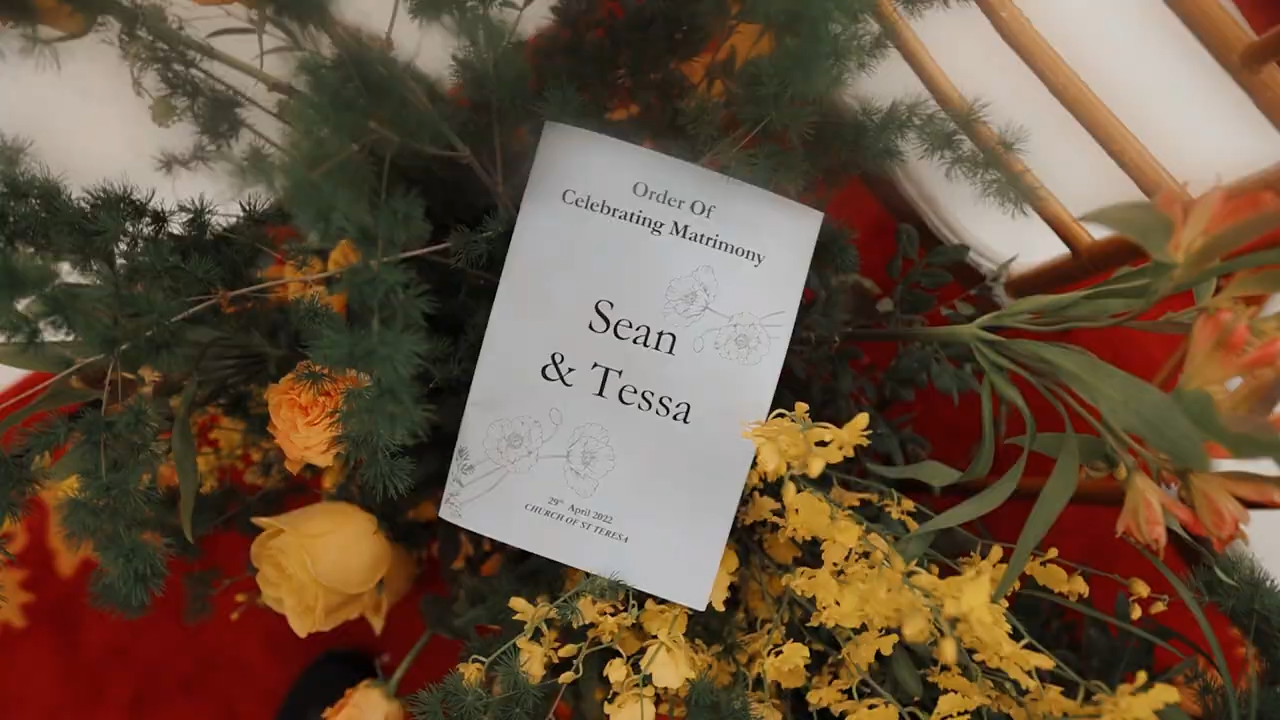 Order Of
Celebrating Matrimony
Sean
& Tessa
29th April 2022
CHURCH OF ST TERESA